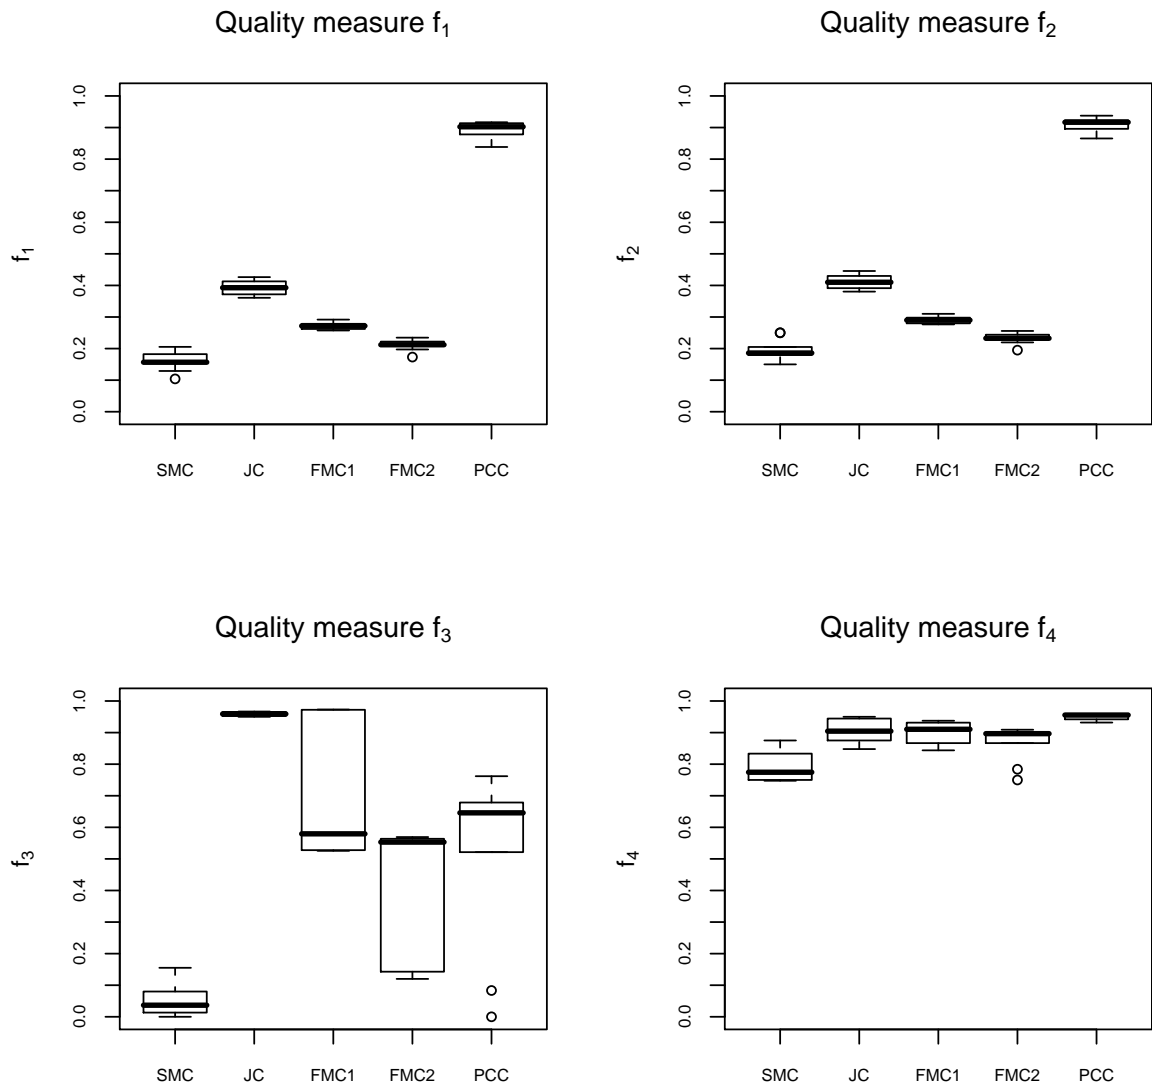 Quality measure f₁
f₁
1.0
0.8
0.6
0.4
0.2
0.0
SMC JC FMC1 FMC2 PCC
Quality measure f₂
f₂
1.0
0.8
0.6
0.4
0.2
0.0
SMC JC FMC1 FMC2 PCC
Quality measure f₃
f₃
1.0
0.8
0.6
0.4
0.2
0.0
SMC JC FMC1 FMC2 PCC
Quality measure f₄
f₄
1.0
0.8
0.6
0.4
0.2
0.0
SMC JC FMC1 FMC2 PCC